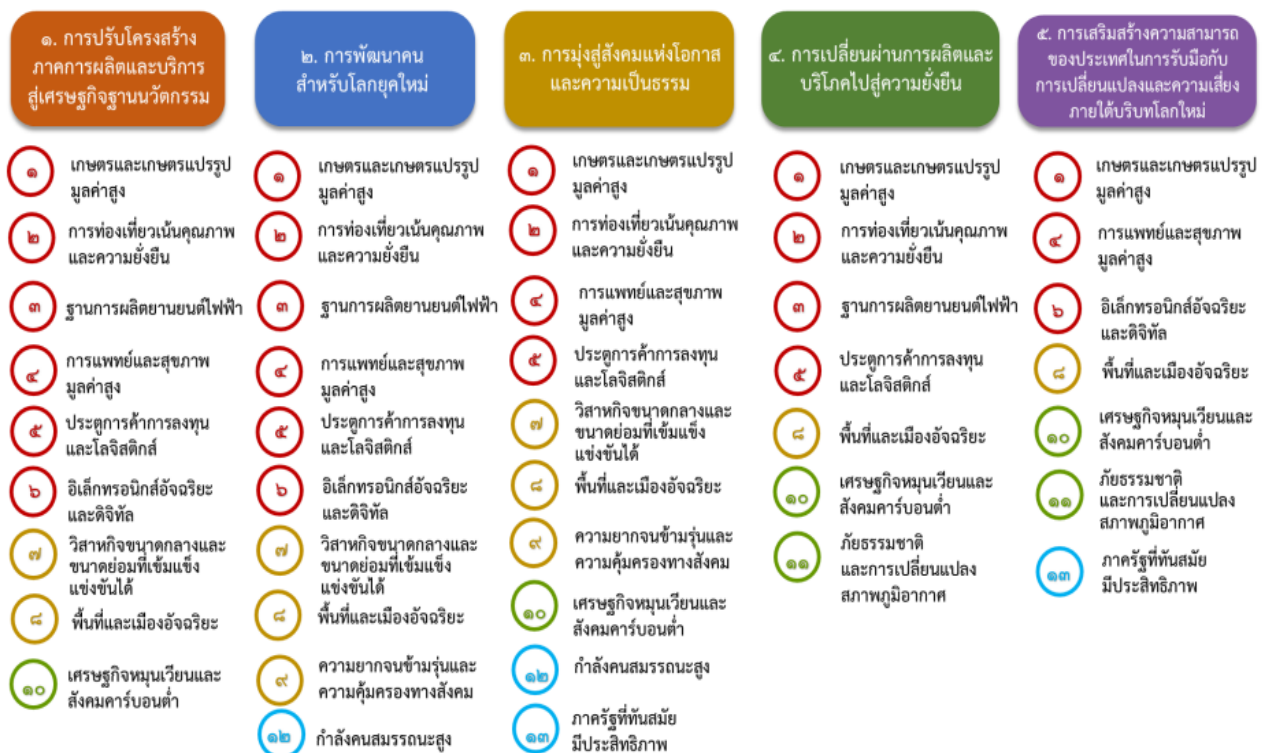 ๑. การปรับโครงสร้าง
ภาคการผลิตและบริการ
สู่เศรษฐกิจฐานนวัตกรรม
๑
เกษตรและเกษตรแปรรูป
มูลค่าสูง
๒
การท่องเที่ยวเน้นคุณภาพ
และความยั่งยืน
๓
ฐานการผลิตยานยนต์ไฟฟ้า
๔
การแพทย์และสุขภาพ
มูลค่าสูง
๕
ประตูการค้าการลงทุน
และโลจิสติกส์
๖
อิเล็กทรอนิกส์อัจฉริยะ
และดิจิทัล
๗
วิสาหกิจขนาดกลางและ
ขนาดย่อมที่เข้มแข็ง
แข่งขันได้
๘
พื้นที่และเมืองอัจฉริยะ
๑๐
เศรษฐกิจหมุนเวียนและ
สังคมคาร์บอนต่ำ
๒. การพัฒนาคน
สำหรับโลกยุคใหม่
๑
เกษตรและเกษตรแปรรูป
มูลค่าสูง
๒
การท่องเที่ยวเน้นคุณภาพ
และความยั่งยืน
๓
ฐานการผลิตยานยนต์ไฟฟ้า
๔
การแพทย์และสุขภาพ
มูลค่าสูง
๕
ประตูการค้าการลงทุน
และโลจิสติกส์
๖
อิเล็กทรอนิกส์อัจฉริยะ
และดิจิทัล
๗
วิสาหกิจขนาดกลางและ
ขนาดย่อมที่เข้มแข็ง
แข่งขันได้
๘
พื้นที่และเมืองอัจฉริยะ
๙
ความยากจนข้ามรุ่นและ
ความคุ้มครองทางสังคม
๑๒
กำลังคนสมรรถนะสูง
๓. การมุ่งสู่สังคมแห่งโอกาส
และความเป็นธรรม
๑
เกษตรและเกษตรแปรรูป
มูลค่าสูง
๒
การท่องเที่ยวเน้นคุณภาพ
และความยั่งยืน
๔
การแพทย์และสุขภาพ
มูลค่าสูง
๕
ประตูการค้าการลงทุน
และโลจิสติกส์
๗
วิสาหกิจขนาดกลางและ
ขนาดย่อมที่เข้มแข็ง
แข่งขันได้
๘
พื้นที่และเมืองอัจฉริยะ
๙
ความยากจนข้ามรุ่นและ
ความคุ้มครองทางสังคม
๑๐
เศรษฐกิจหมุนเวียนและ
สังคมคาร์บอนต่ำ
๑๒
กำลังคนสมรรถนะสูง
๑๓
ภาครัฐที่ทันสมัย
มีประสิทธิภาพ
๔. การเปลี่ยนผ่านการผลิตและ
บริโภคไปสู่ความยั่งยืน
๑
เกษตรและเกษตรแปรรูป
มูลค่าสูง
๒
การท่องเที่ยวเน้นคุณภาพ
และความยั่งยืน
๓
ฐานการผลิตยานยนต์ไฟฟ้า
๕
ประตูการค้าการลงทุน
และโลจิสติกส์
๘
พื้นที่และเมืองอัจฉริยะ
๑๐
เศรษฐกิจหมุนเวียนและ
สังคมคาร์บอนต่ำ
๑๑
ภัยธรรมชาติ
และการเปลี่ยนแปลง
สภาพภูมิอากาศ
๕. การเสริมสร้างความสามารถ
ของประเทศในการรับมือกับ
การเปลี่ยนแปลงและความเสี่ยง
ภายใต้บริบทโลกใหม่
๑
เกษตรและเกษตรแปรรูป
มูลค่าสูง
๔
การแพทย์และสุขภาพ
มูลค่าสูง
๖
อิเล็กทรอนิกส์อัจฉริยะ
และดิจิทัล
๘
พื้นที่และเมืองอัจฉริยะ
๑๐
เศรษฐกิจหมุนเวียนและ
สังคมคาร์บอนต่ำ
๑๑
ภัยธรรมชาติ
และการเปลี่ยนแปลง
สภาพภูมิอากาศ
๑๓
ภาครัฐที่ทันสมัย
มีประสิทธิภาพ